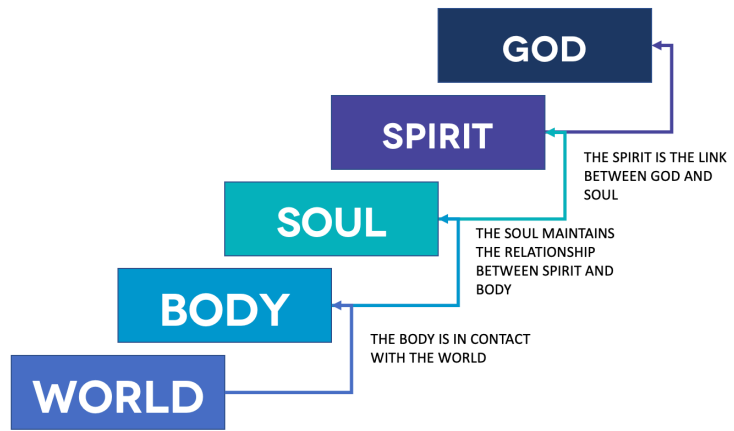 GOD
SPIRIT
THE SPIRIT IS THE LINK
BETWEEN GOD AND
SOUL
SOUL
THE SOUL MAINTAINS
THE RELATIONSHIP
BETWEEN SPIRIT AND
BODY
BODY
THE BODY IS IN CONTACT
WITH THE WORLD
WORLD